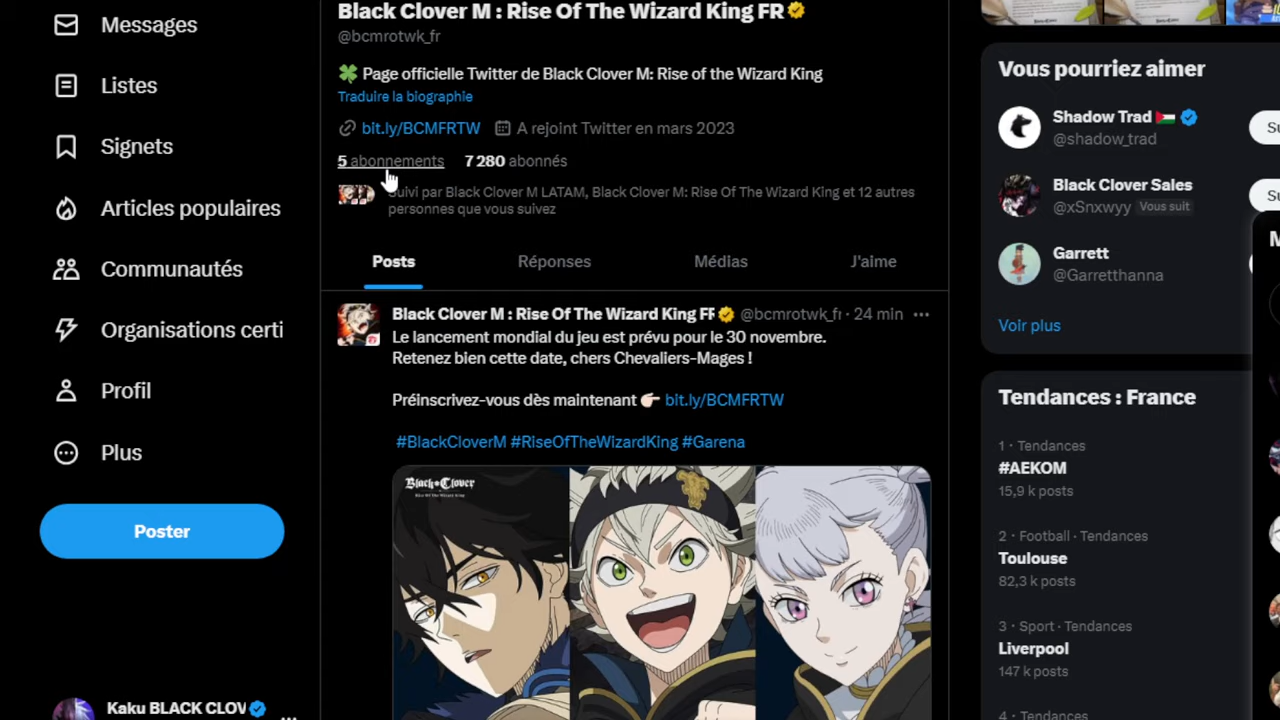 Messages
Listes
Signets
Articles populaires
Communautés
Organisations certi
Profil
Plus
Poster
Kaku BLACK CLOV
Black Clover M : Rise Of The Wizard King FR
@bcmrotwk_fr
Page officielle Twitter de Black Clover M: Rise of the Wizard King
Traduire la biographie
bit.ly/BCMFRTW A rejoint Twitter en mars 2023
5 abonnements 7 280 abonnés
Suivi par Black Clover M LATAM, Black Clover M: Rise Of The Wizard King et 12 autres
personnes que vous suivez
Posts Réponses Médias J'aime
Black Clover M : Rise Of The Wizard King FR @bcmrotwk_fr · 24 min
Le lancement mondial du jeu est prévu pour le 30 novembre.
Retenez bien cette date, chers Chevaliers-Mages !
Préinscrivez-vous dès maintenant 👉🏻 bit.ly/BCMFRTW
#BlackCloverM #RiseOfTheWizardKing #Garena
Black Clover
Rise Of The Wizard King
Vous pourriez aimer
Shadow Trad
@shadow_trad
Su
Black Clover Sales
@xSnxwyy Vous suit
Su
Garrett
@Garretthanna
Voir plus
Tendances : France
1 · Tendances
#AEKOM
15,9 k posts
2 · Football · Tendances
Toulouse
82,3 k posts
3 · Sport · Tendances
Liverpool
147 k posts
4 · Tendances